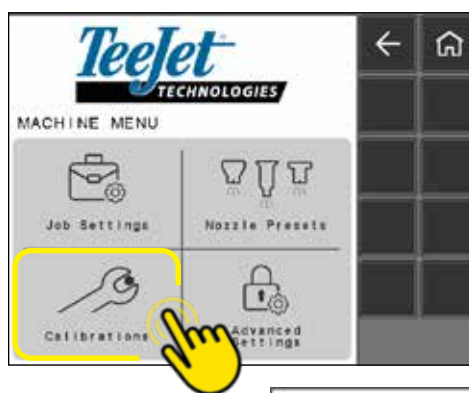 TeeJet
TECHNOLOGIES
MACHINE MENU
Job Settings
Nozzle Presets
Calibrations
Advanced
Settings